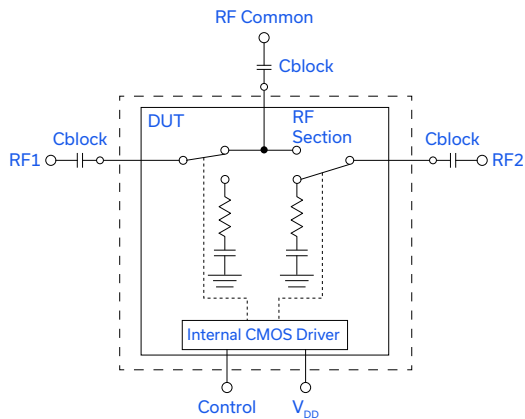 RF Common
Cblock
DUT
RF
Section
Cblock
Cblock
RF1
RF2
Internal CMOS Driver
Control
VDD